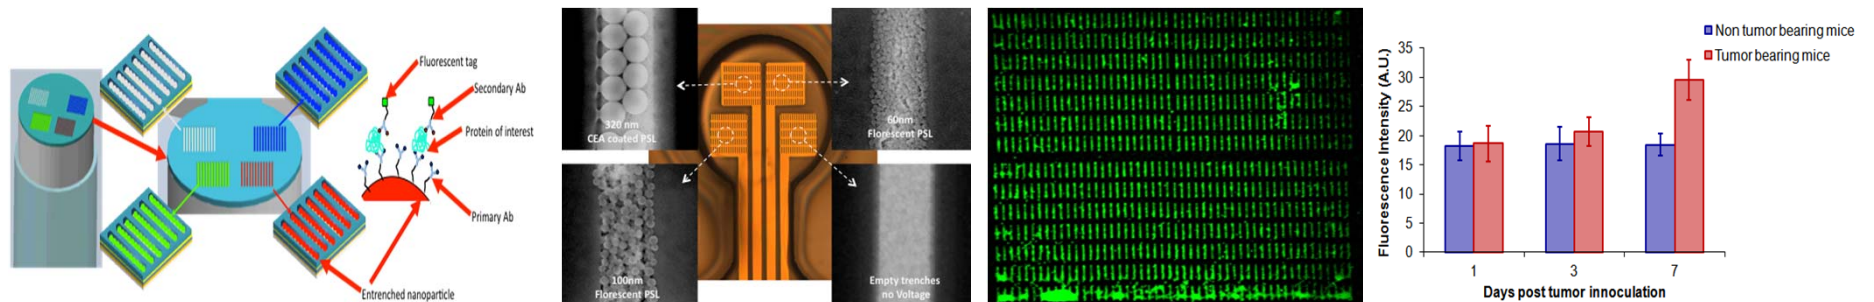 Fluorescent tag
Secondary Ab
Protein of interest
Primary Ab
Entrenched nanoparticle
320 nm
CEA coated PSL
60nm
Florescent PSL
100nm
Florescent PSL
Empty trenches
no Voltage
Non tumor bearing mice
Tumor bearing mice
Fluorescence Intensity (A.U.)
35
30
25
20
15
10
5
0
1 3 7
Days post tumor innoculation